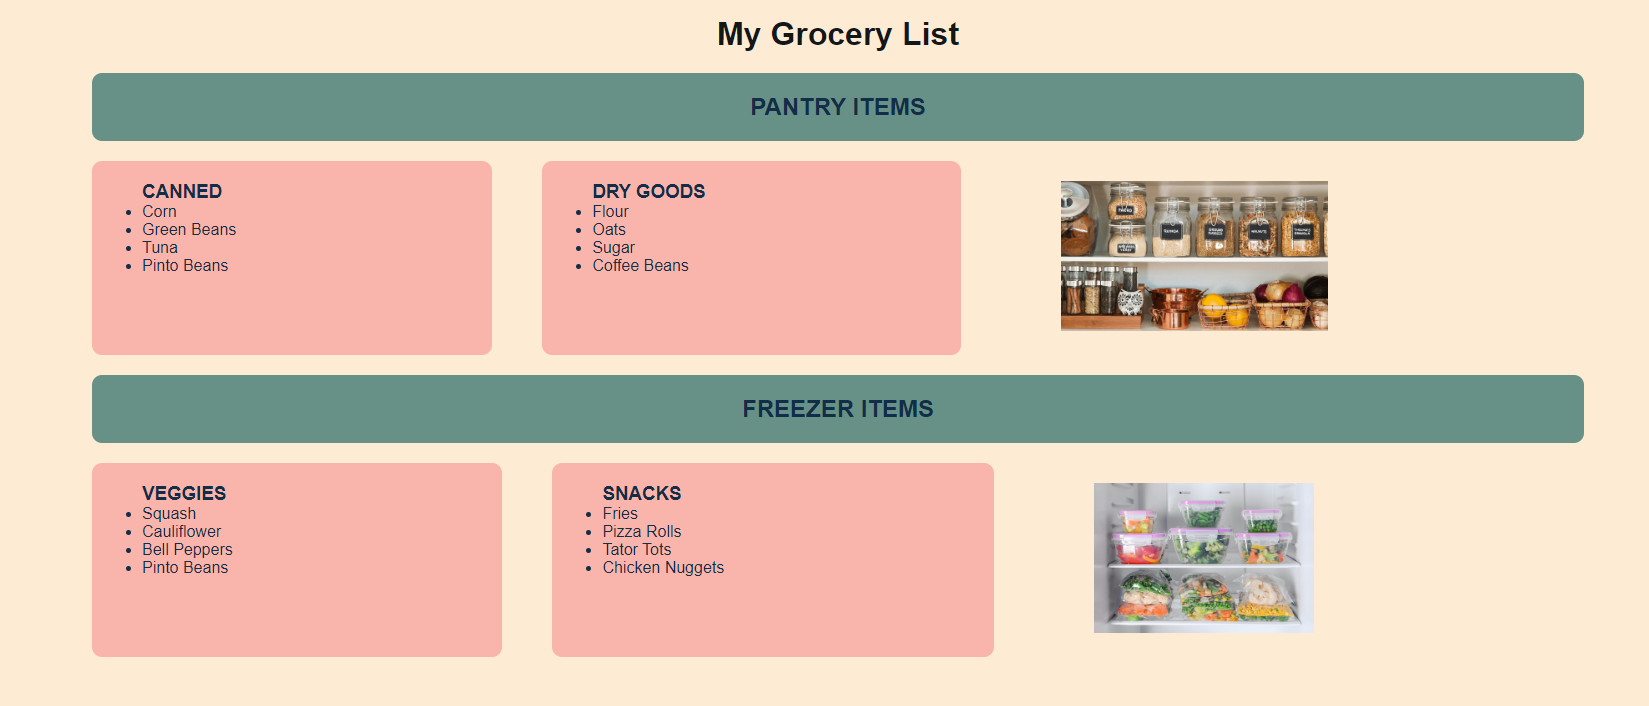 My Grocery List
PANTRY ITEMS
CANNED
Corn
Green Beans
Tuna
Pinto Beans
DRY GOODS
Flour
Oats
Sugar
Coffee Beans
FREEZER ITEMS
VEGGIES
Squash
Cauliflower
Bell Peppers
Pinto Beans
SNACKS
Fries
Pizza Rolls
Tator Tots
Chicken Nuggets